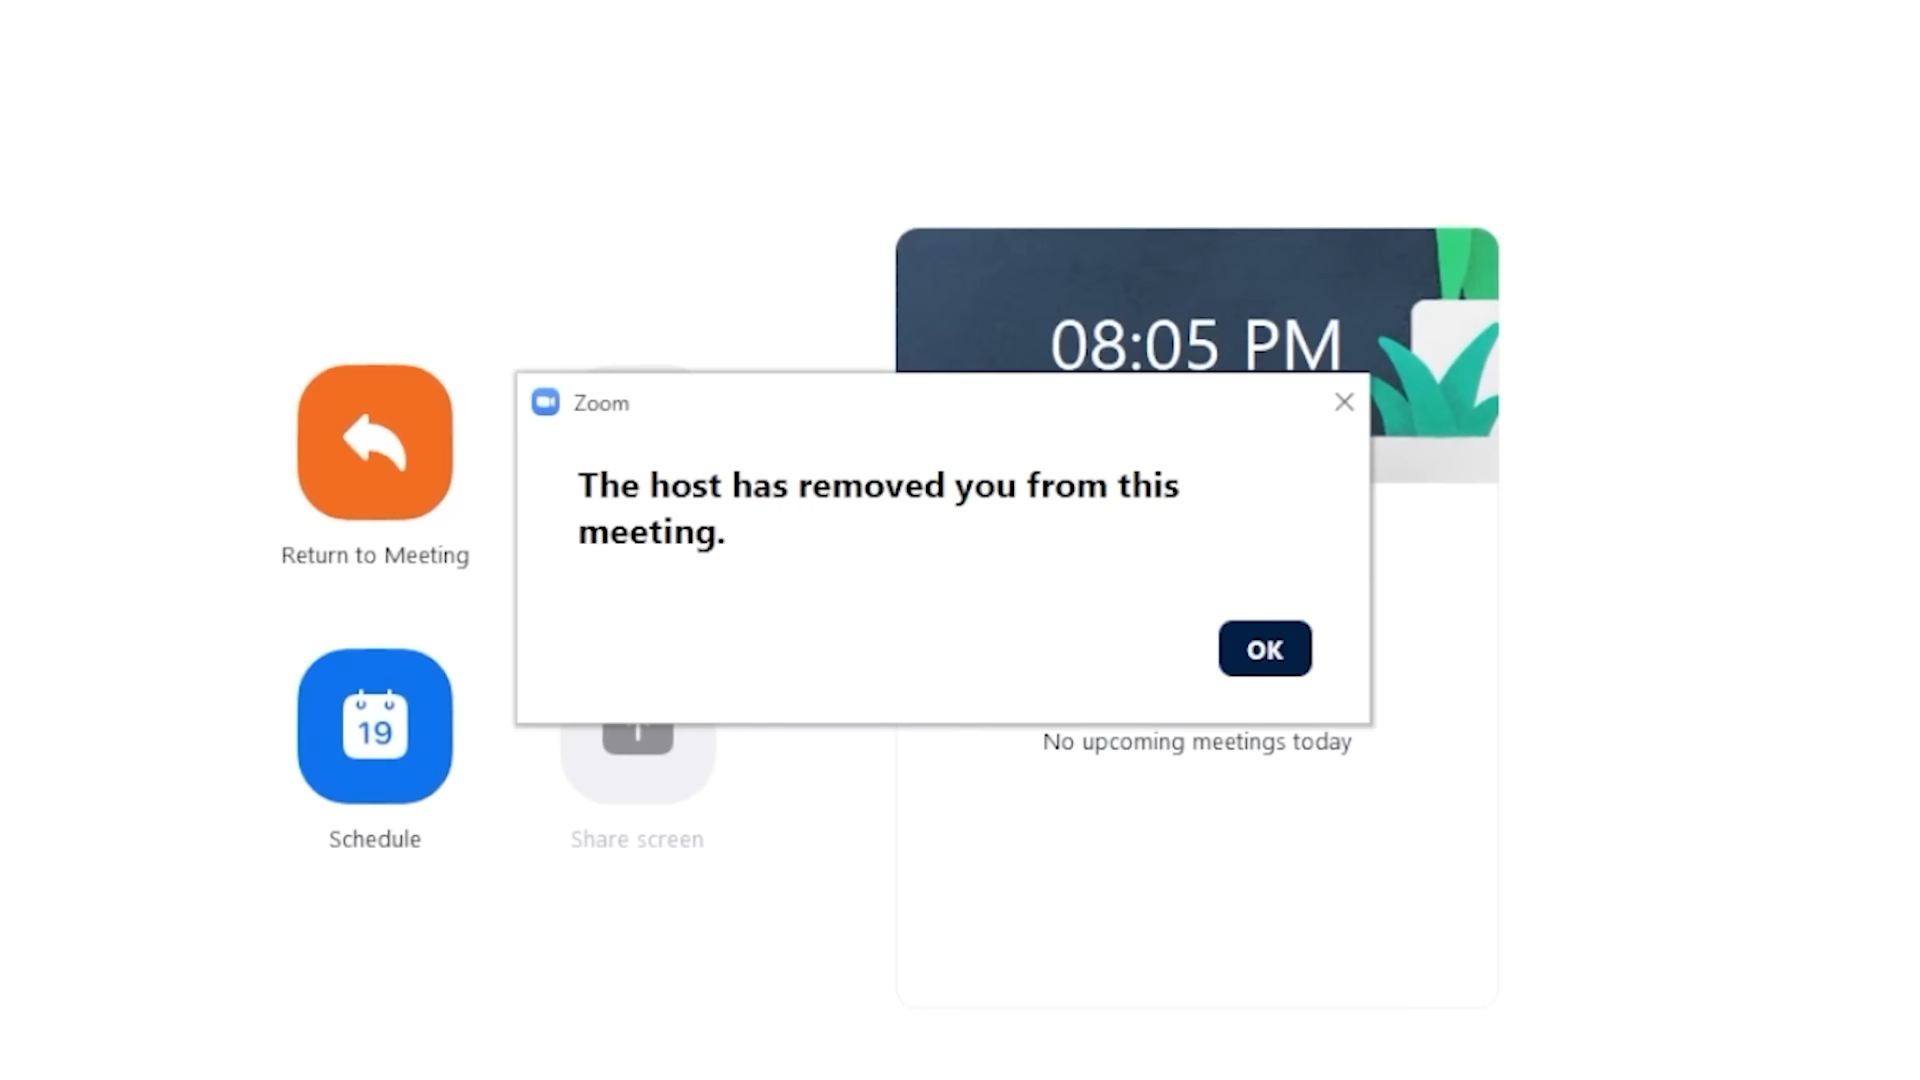 08:05 PM
Zoom
The host has removed you from this
meeting.
OK
Return to Meeting
19
Schedule
Share screen
No upcoming meetings today